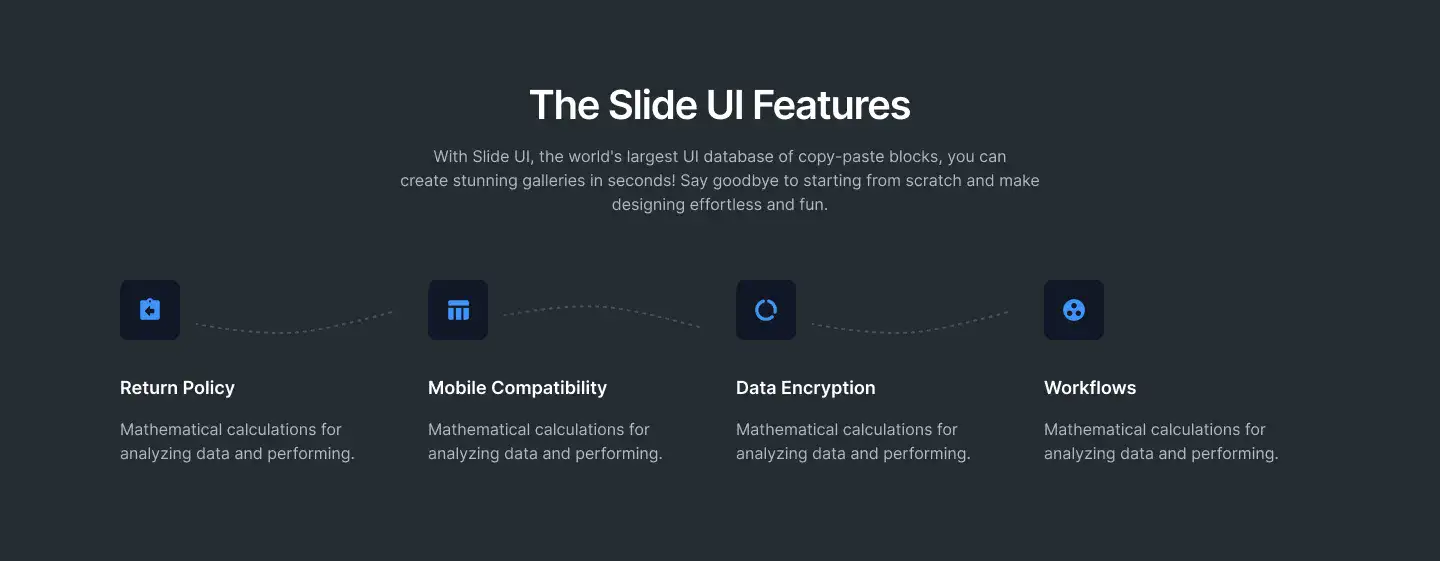 The Slide UI Features
With Slide UI, the world's largest UI database of copy-paste blocks, you can
create stunning galleries in seconds! Say goodbye to starting from scratch and make
designing effortless and fun.
Return Policy
Mathematical calculations for
analyzing data and performing.
Mobile Compatibility
Mathematical calculations for
analyzing data and performing.
Data Encryption
Mathematical calculations for
analyzing data and performing.
Workflows
Mathematical calculations for
analyzing data and performing.